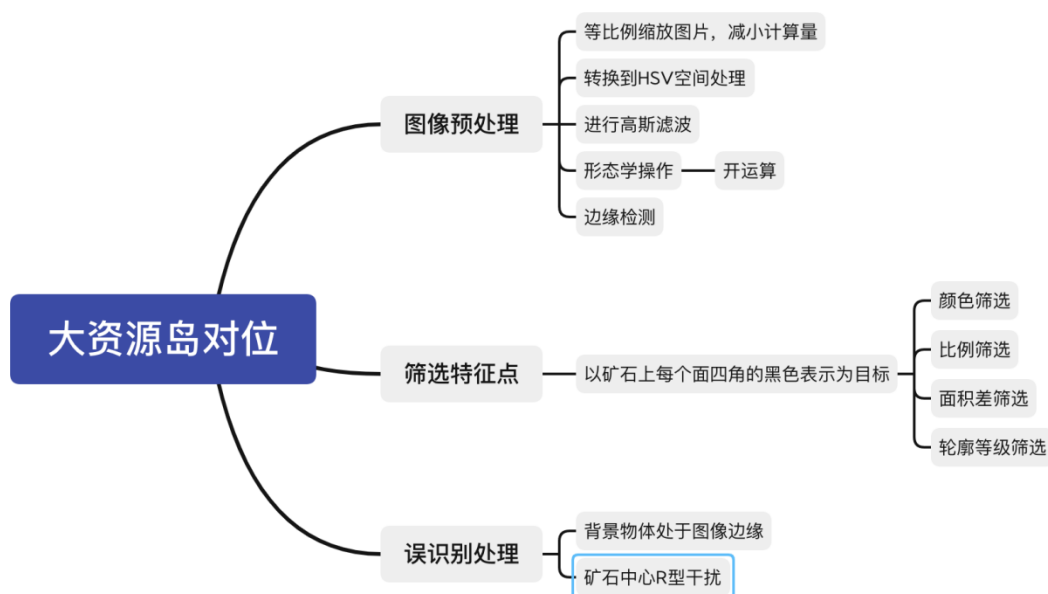 大资源岛对位
图像预处理
等比例缩放图片，减小计算量
转换到HSV空间处理
进行高斯滤波
形态学操作
开运算
边缘检测
筛选特征点
以矿石上每个面四角的黑色表示为目标
颜色筛选
比例筛选
面积差筛选
轮廓等级筛选
误识别处理
背景物体处于图像边缘
矿石中心R型干扰